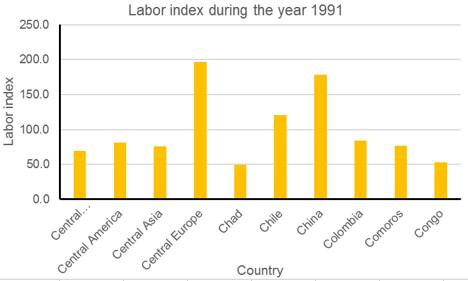 Labor index during the year 1991
250.0
200.0
150.0
100.0
50.0
0.0
Labor index
Central...
Central America
Central Asia
Central Europe
Chad
Chile
China
Colombia
Comoros
Congo
Country